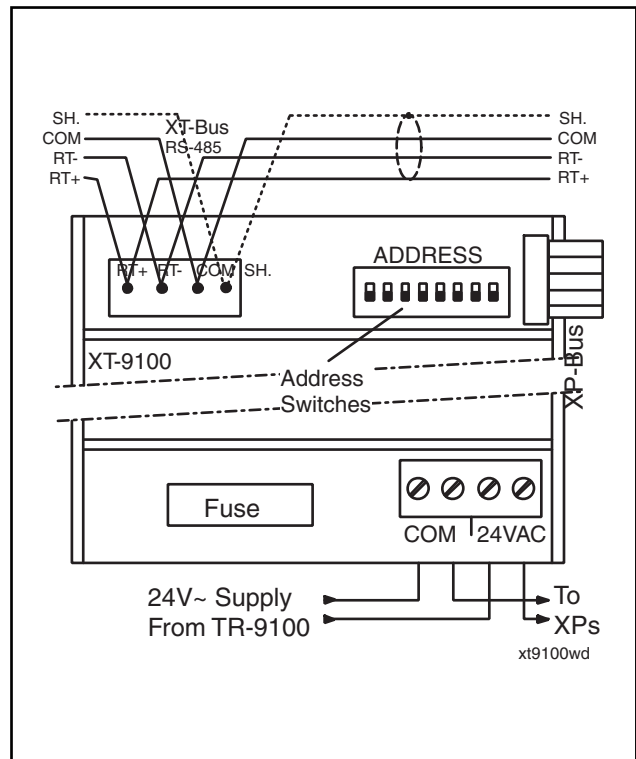 SH.
COM
RT-
RT+
XT-Bus
RS-485
SH.
COM
RT-
RT+
RT+ RT- COM SH.
ADDRESS
XP-Bus
XT-9100
Address
Switches
Fuse
COM 24VAC
24V~ Supply
From TR-9100
To
XPs
xt9100wd